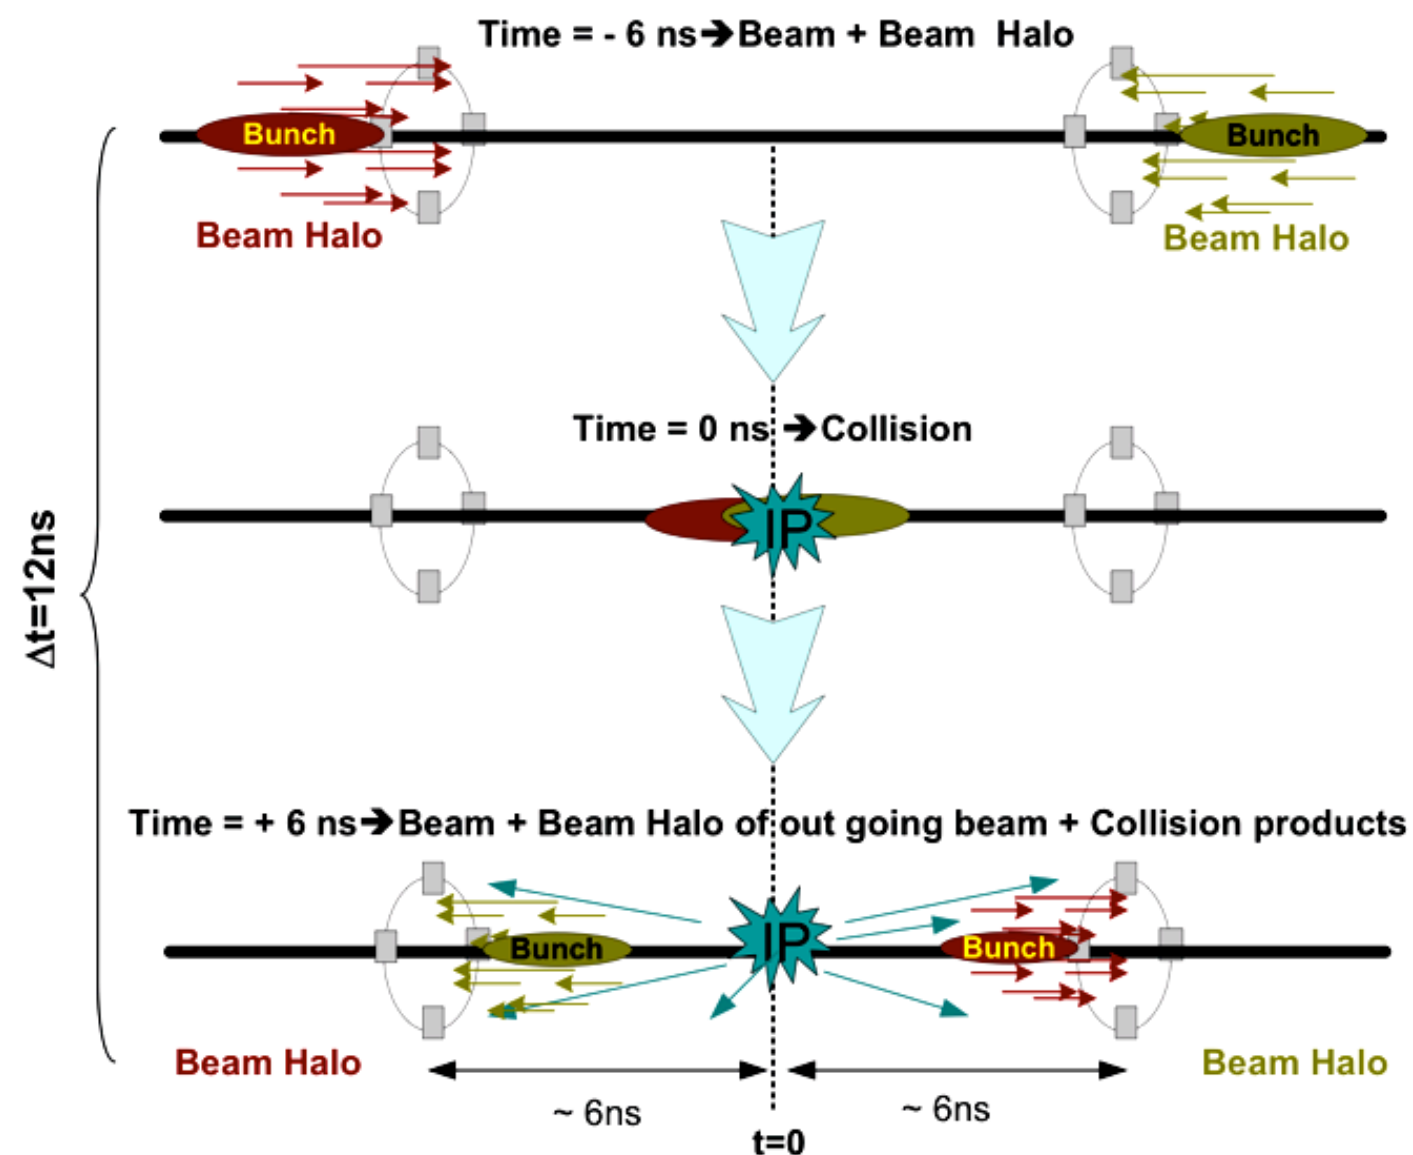 Time = - 6 ns➔Beam + Beam Halo
Bunch
Bunch
Beam Halo
Beam Halo
Time = 0 ns ➔Collision
IP
Δt=12ns
Time = + 6 ns➔Beam + Beam Halo of out going beam + Collision products
Bunch
IP
Bunch
Beam Halo
Beam Halo
~ 6ns
~ 6ns
t=0